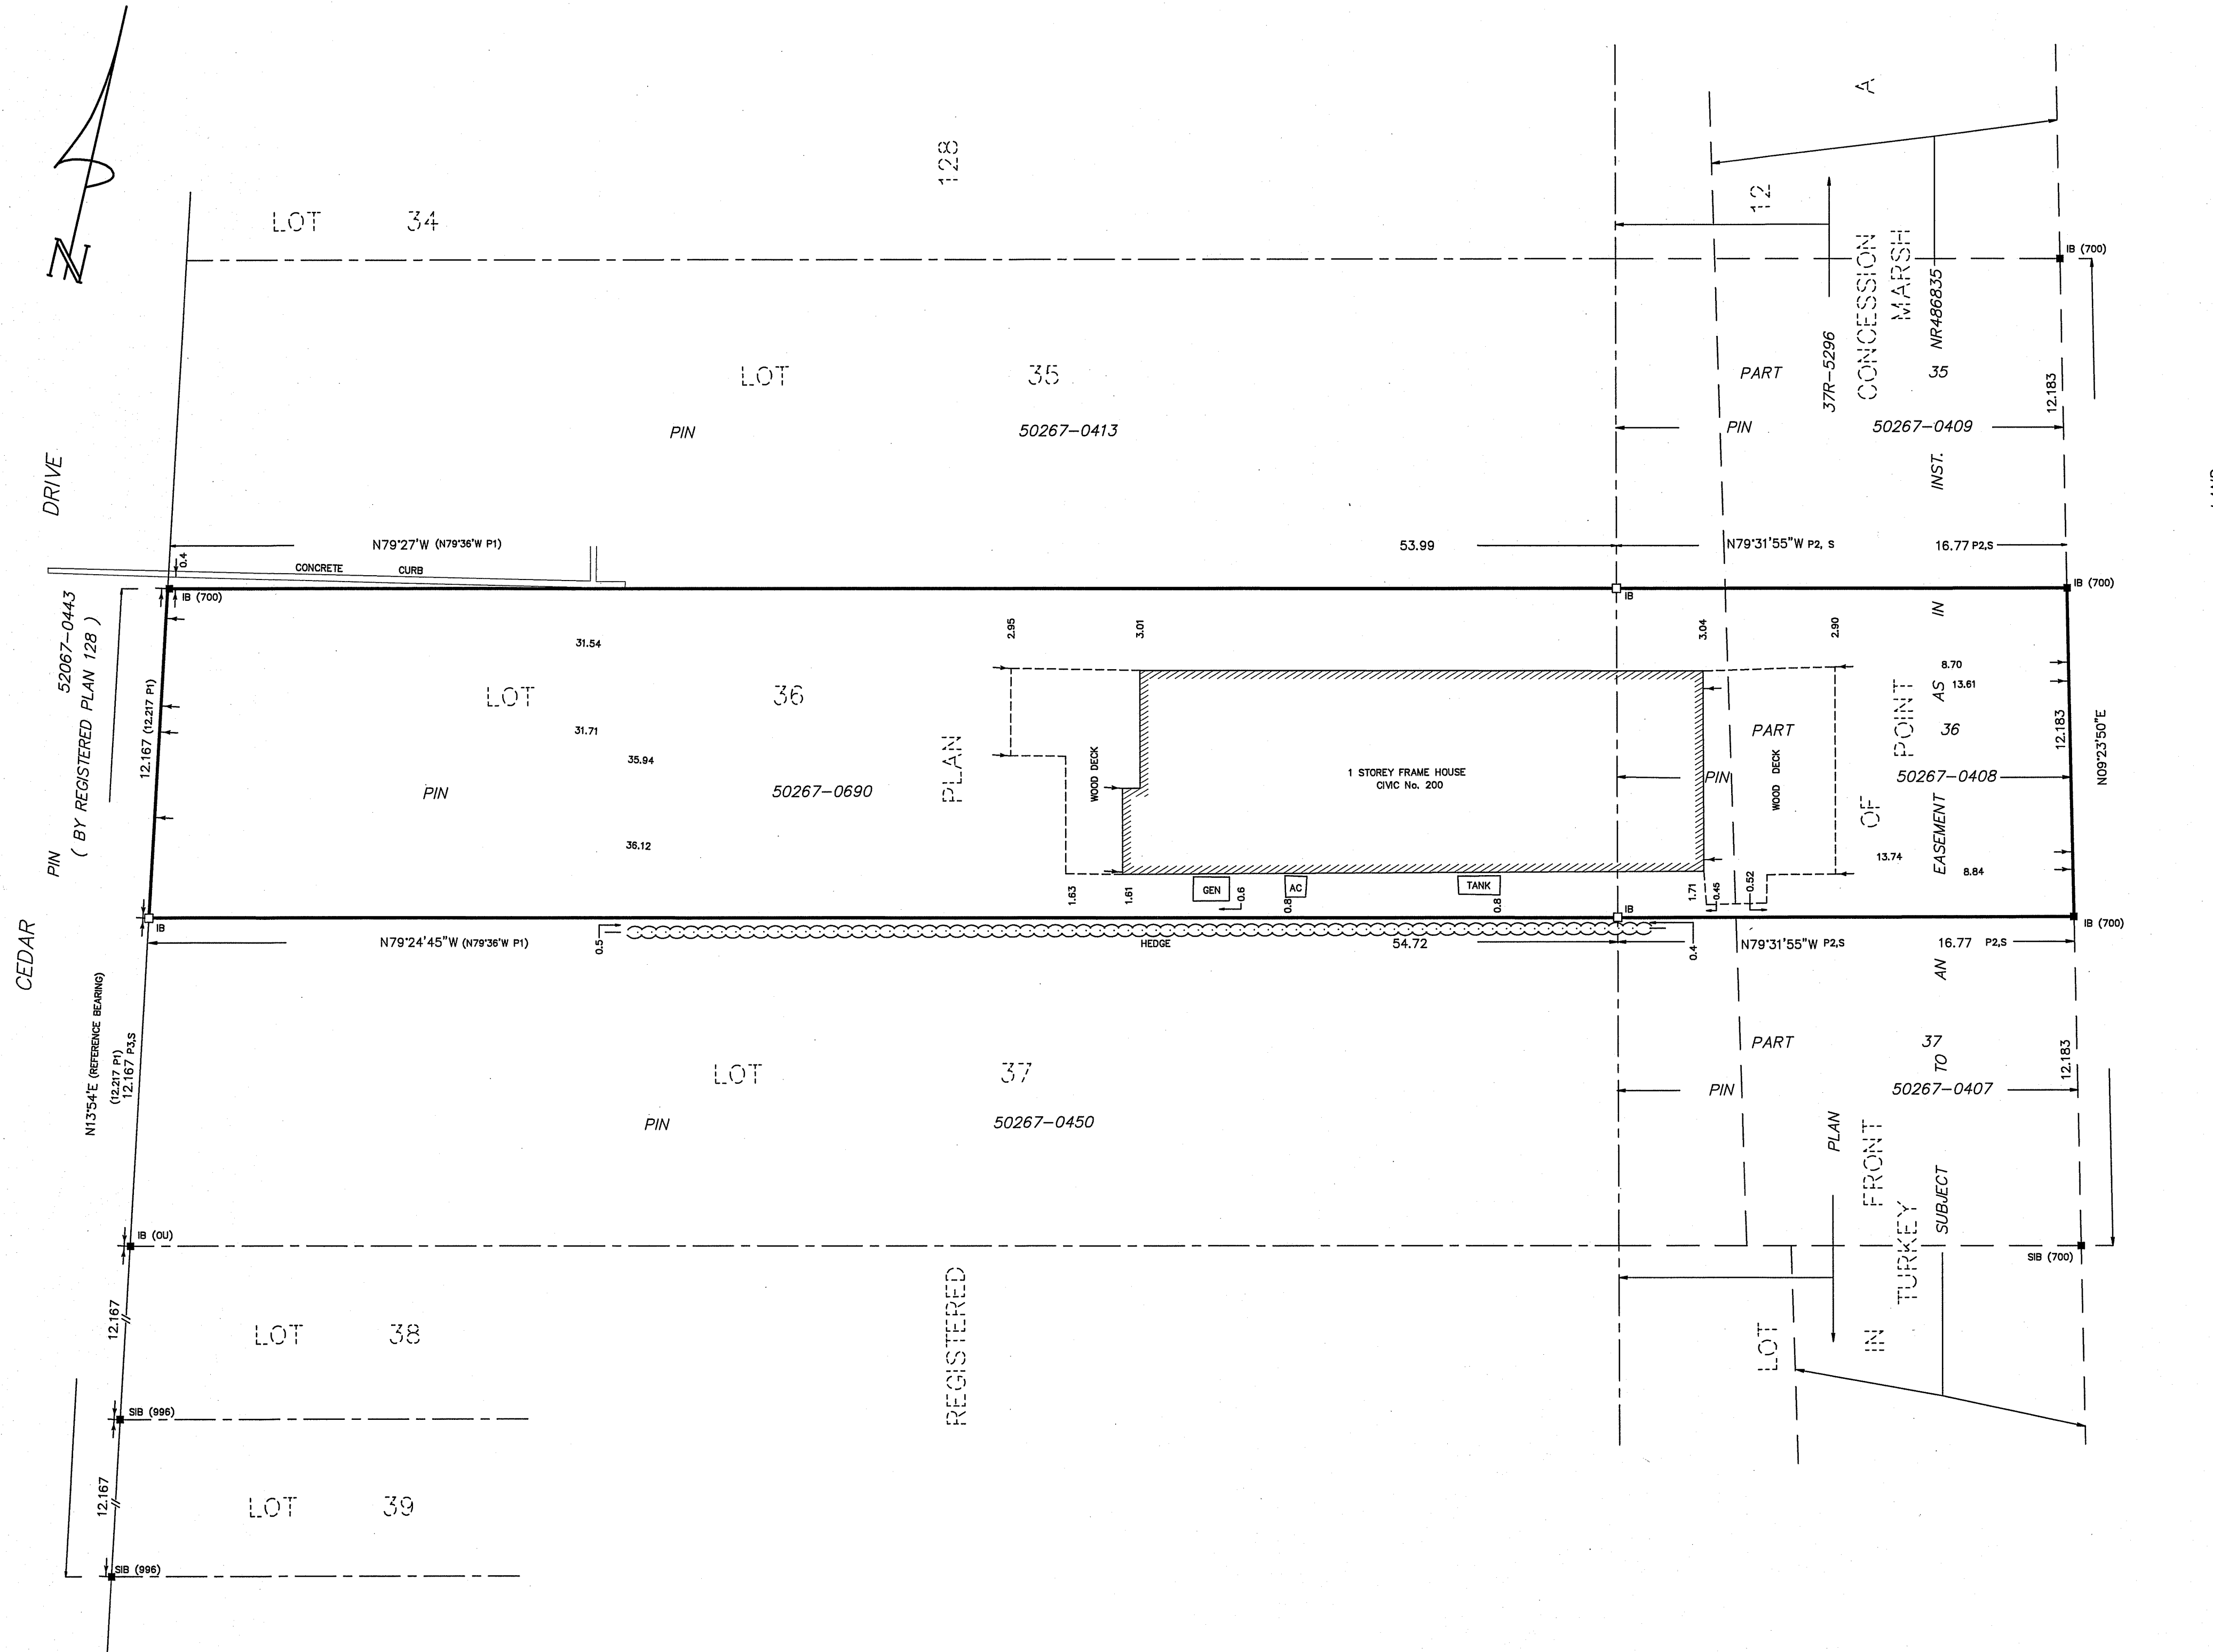 N
LOT 34
128
A
12
IB (700)
CONCESSION
MARSH
37R-5296
INST. NR486835
LOT 35
PIN 50267-0413
PART 35
PIN 50267-0409
12.183
CEDAR DRIVE
PIN 52067-0443
( BY REGISTERED PLAN 128 )
N79°27'W (N79°36'W P1)
53.99
N79°31'55"W P2, S
16.77 P2,S
0.4
CONCRETE CURB
IB (700)
IB
IB (700)
12.167 (12.217 P1)
31.54
2.95
3.01
3.04
2.90
LOT 36
31.71
35.94
PIN 50267-0690
36.12
PLAN
WOOD DECK
1 STOREY FRAME HOUSE
CIVIC No. 200
PART 36
PIN 50267-0408
WOOD DECK
8.70
13.61
12.183
N09°23'50"E
POINT
OF
EASEMENT AS IN
13.74
8.84
1.63
1.61
GEN
0.6
AC
0.8
TANK
0.8
1.71
0.45
0.52
IB
IB
IB (700)
N79°24'45"W (N79°36'W P1)
0.5
HEDGE
54.72
0.4
N79°31'55"W P2,S
16.77 P2,S
N13°54'E (REFERENCE BEARING)
(12.217 P1)
12.167 P3,S
LOT 37
PIN 50267-0450
PART 37
PIN 50267-0407
12.183
SUBJECT TO AN
PLAN
FRONT
TURKEY
IN
LOT
IB (OU)
SIB (700)
12.167
LOT 38
REGISTERED
SIB (996)
12.167
LOT 39
SIB (996)